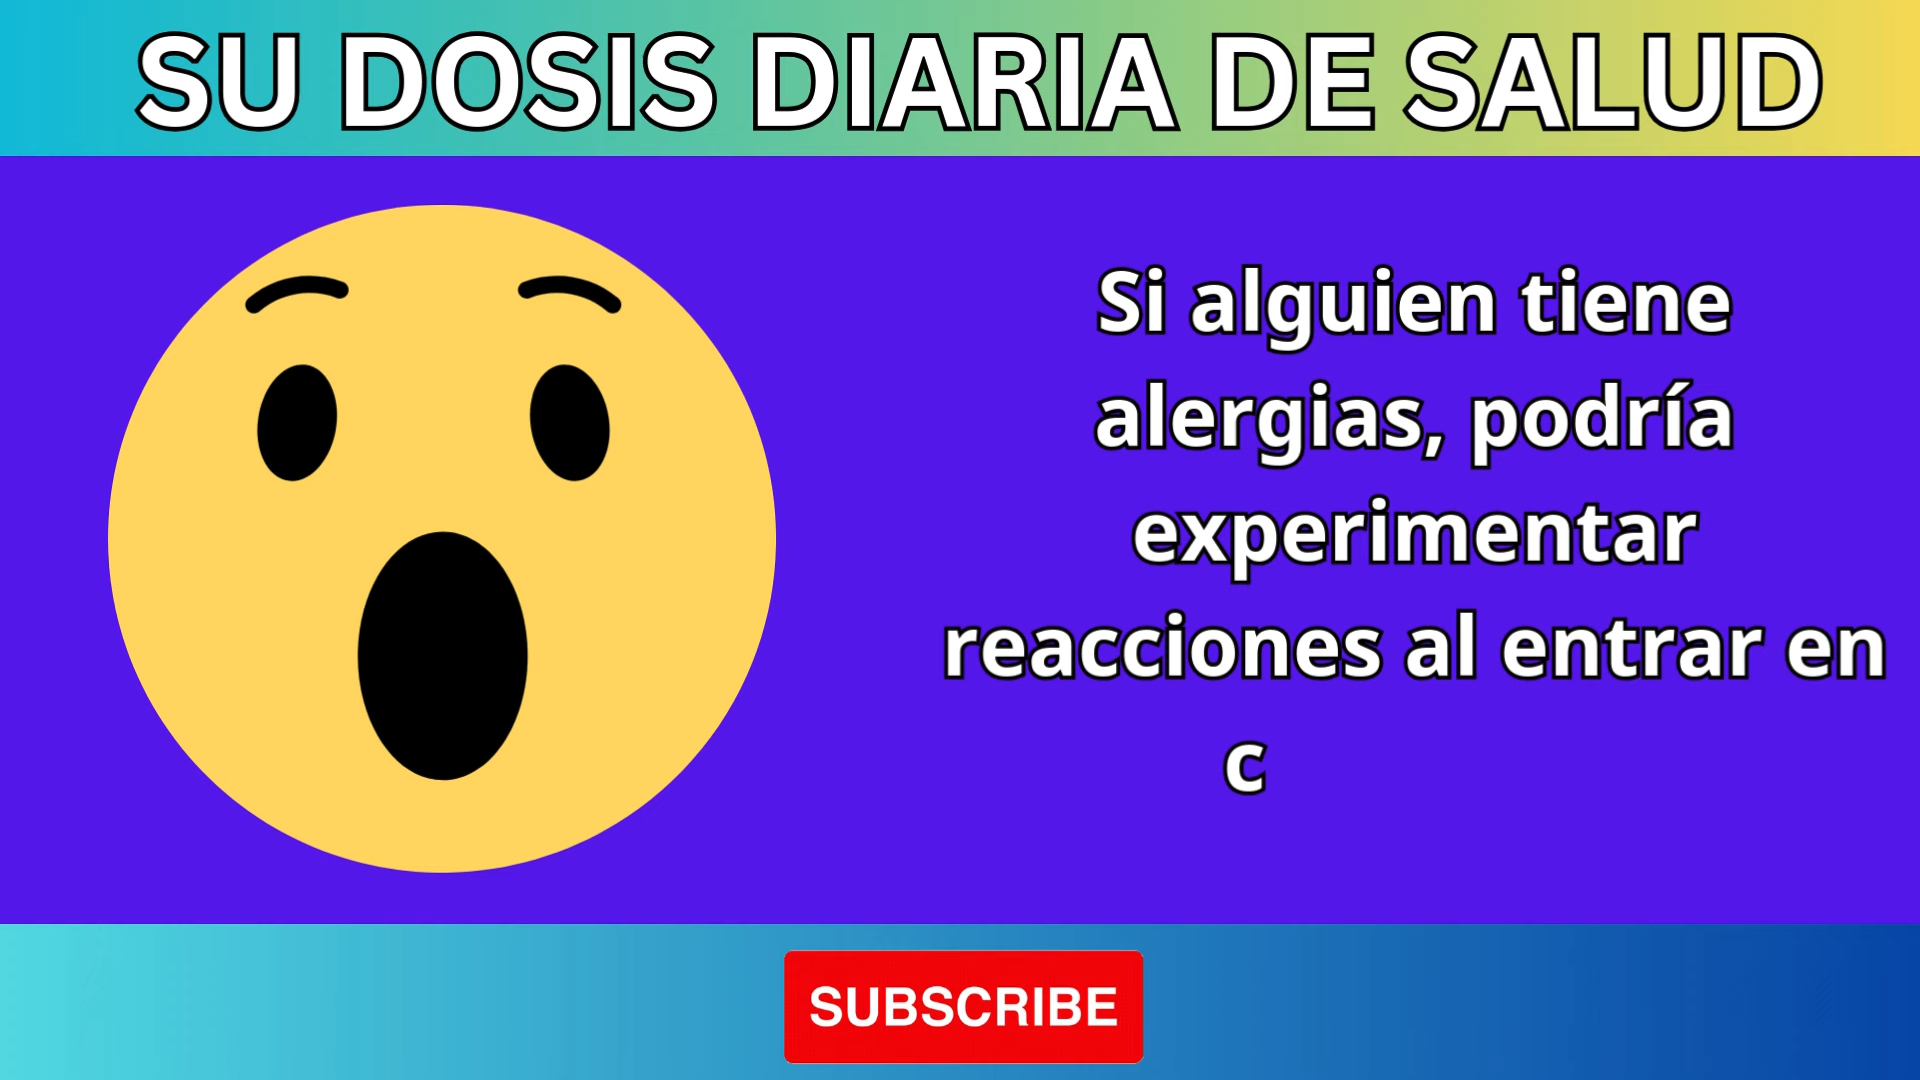 SU DOSIS DIARIA DE SALUD
Si alguien tiene
alergias, podría
experimentar
reacciones al entrar en
c
SUBSCRIBE